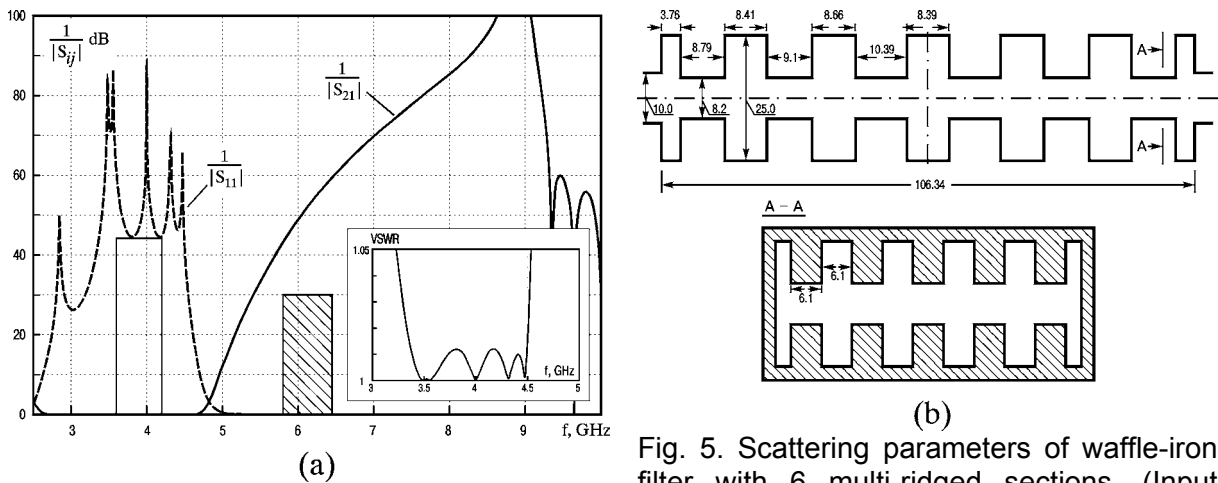 100
80
60
40
20
0
1
|Sij| dB
1
|S21|
1
|S11|
VSWR
1.05
1
3
3.5
4
4.5
5
f, GHz
3
4
5
6
7
8
9
f, GHz
(a)
3.76
8.41
8.66
8.39
8.79
9.1
10.39
10.0
8.2
25.0
A
A
106.34
A – A
6.1
6.1
(b)
Fig. 5. Scattering parameters of waffle-iron
filter with 6 multi-ridged sections. (Input